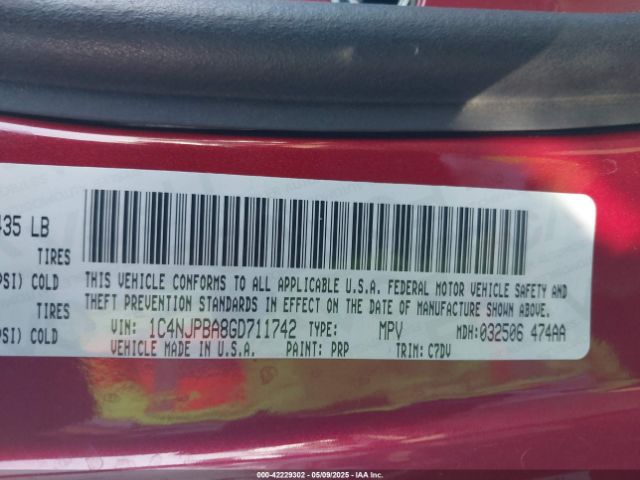 435 LB
TIRES
PSI) COLD
TIRES
PSI) COLD
THIS VEHICLE CONFORMS TO ALL APPLICABLE U.S.A. FEDERAL MOTOR VEHICLE SAFETY AND
THEFT PREVENTION STANDARDS IN EFFECT ON THE DATE OF MANUFACTURE SHOWN ABOVE.
VIN: 1C4NJPBA8GD711742 TYPE: MPV MDH:032506 474AA
VEHICLE MADE IN U.S.A. PAINT: PRP TRIM: C7DV
000-42229302 - 05/09/2025 - IAA Inc.